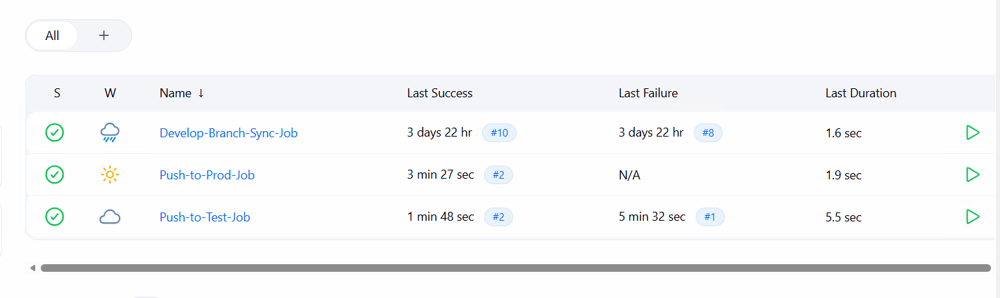 All +
S W Name ↓ Last Success Last Failure Last Duration
Develop-Branch-Sync-Job 3 days 22 hr #10 3 days 22 hr #8 1.6 sec
Push-to-Prod-Job 3 min 27 sec #2 N/A 1.9 sec
Push-to-Test-Job 1 min 48 sec #2 5 min 32 sec #1 5.5 sec